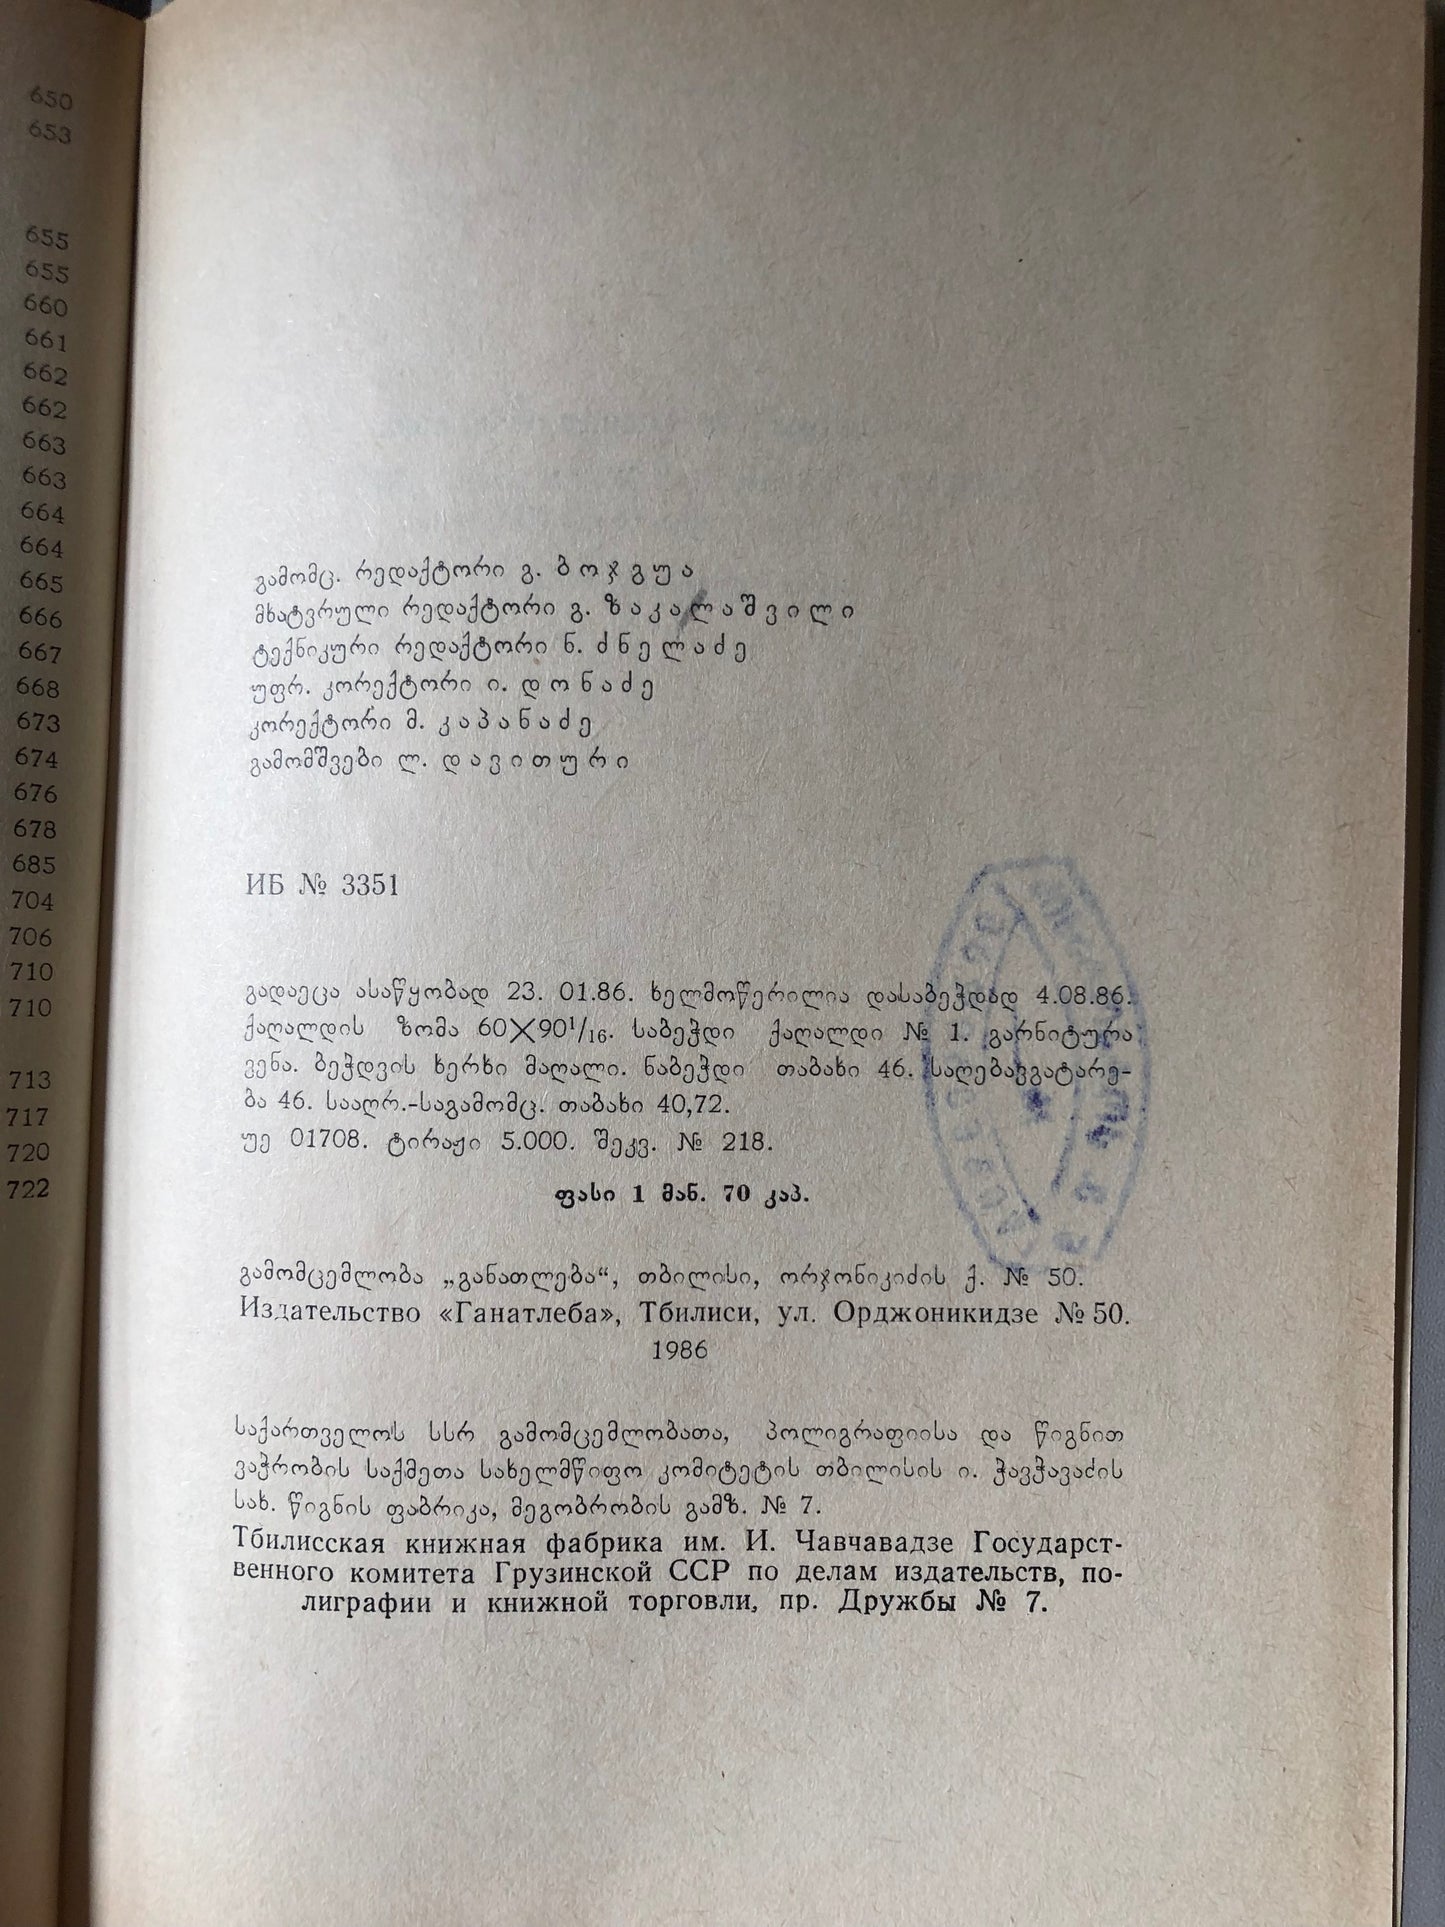 650
653
655
655
660
661
662
662
663
663
664
664
665
666
667
668
673
674
676
678
685
704
706
710
710
713
717
720
722
გამომც. რედაქტორი გ. ბოჯგუა
მხატვრული რედაქტორი გ. ზაკალაშვილი
ტექნიკური რედაქტორი ნ. ძნელაძე
უფრ. კორექტორი ი. დონაძე
კორექტორი მ. კაპანაძე
გამომშვები ლ. დავითური
ИБ № 3351
გადაეცა ასაწყობად 23. 01.86. ხელმოწერილია დასაბეჭდად 4.08.86.
ქაღალდის ზომა 60X90¹/₁₆. საბეჭდი ქაღალდი № 1. გარნიტურა
ვენა. ბეჭდვის ხერხი მაღალი. ნაბეჭდი თაბახი 46. საღებავგატარე-
ბა 46. სააღრ.-საგამომც. თაბახი 40,72.
უე 01708. ტირაჟი 5.000. შეკვ. № 218.
ფასი 1 მან. 70 კაპ.
გამომცემლობა „განათლება“, თბილისი, ორჯონიკიძის ქ. № 50.
Издательство «Ганатлеба», Тбилиси, ул. Орджоникидзе № 50.
1986
საქართველოს სსრ გამომცემლობათა, პოლიგრაფიისა და წიგნით
ვაჭრობის საქმეთა სახელმწიფო კომიტეტის თბილისის ი. ჭავჭავაძის
სახ. წიგნის ფაბრიკა, მეგობრობის გამზ. № 7.
Тбилисская книжная фабрика им. И. Чавчавадзе Государст-
венного комитета Грузинской ССР по делам издательств, по-
лиграфии и книжной торговли, пр. Дружбы № 7.